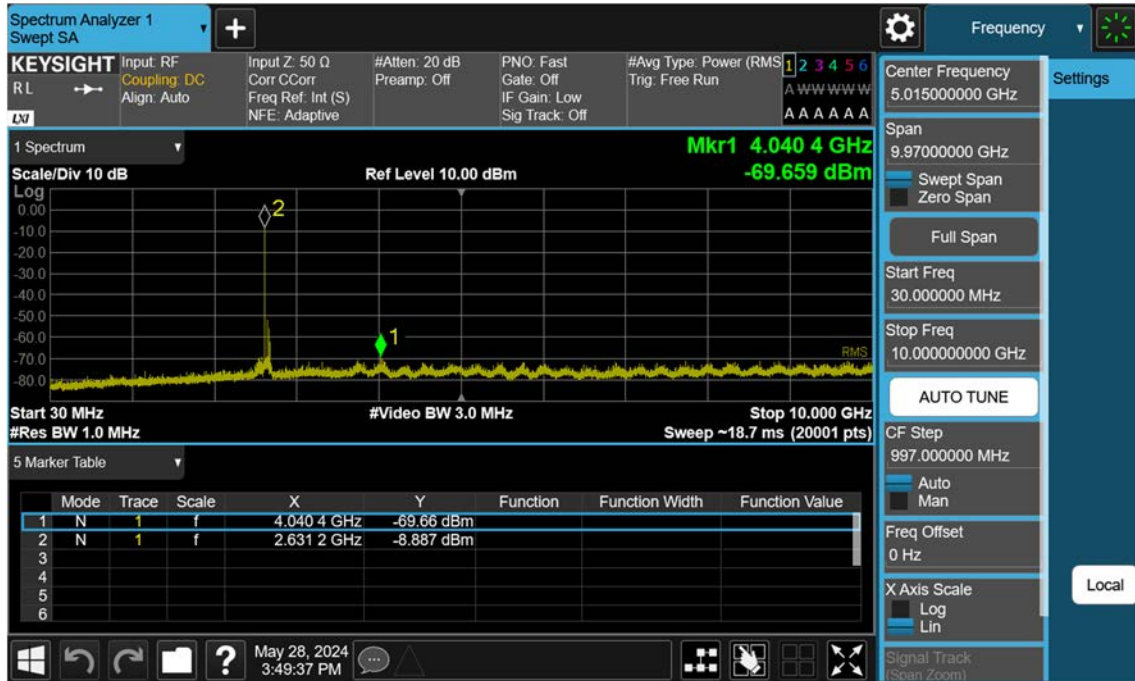 Spectrum Analyzer 1
Swept SA
+
Frequency
KEYSIGHT
R L
LXI
Input: RF
Coupling: DC
Align: Auto
Input Z: 50 Ω
Corr CCorr
Freq Ref: Int (S)
NFE: Adaptive
#Atten: 20 dB
Preamp: Off
PNO: Fast
Gate: Off
IF Gain: Low
Sig Track: Off
#Avg Type: Power (RMS
Trig: Free Run
1 2 3 4 5 6
A W W W W W
A A A A A A
1 Spectrum
Mkr1 4.040 4 GHz
-69.659 dBm
Scale/Div 10 dB
Ref Level 10.00 dBm
Log
0.00
-10.0
-20.0
-30.0
-40.0
-50.0
-60.0
-70.0
-80.0
2
1
RMS
Start 30 MHz
#Video BW 3.0 MHz
Stop 10.000 GHz
#Res BW 1.0 MHz
Sweep ~18.7 ms (20001 pts)
5 Marker Table
Mode Trace Scale X Y Function Function Width Function Value
1 N 1 f 4.040 4 GHz -69.66 dBm
2 N 1 f 2.631 2 GHz -8.887 dBm
3
4
5
6
?
May 28, 2024
3:49:37 PM
Center Frequency
5.015000000 GHz
Span
9.97000000 GHz
Swept Span
Zero Span
Full Span
Start Freq
30.000000 MHz
Stop Freq
10.000000000 GHz
AUTO TUNE
CF Step
997.000000 MHz
Auto
Man
Freq Offset
0 Hz
X Axis Scale
Log
Lin
Signal Track
(Span Zoom)
Settings
Local